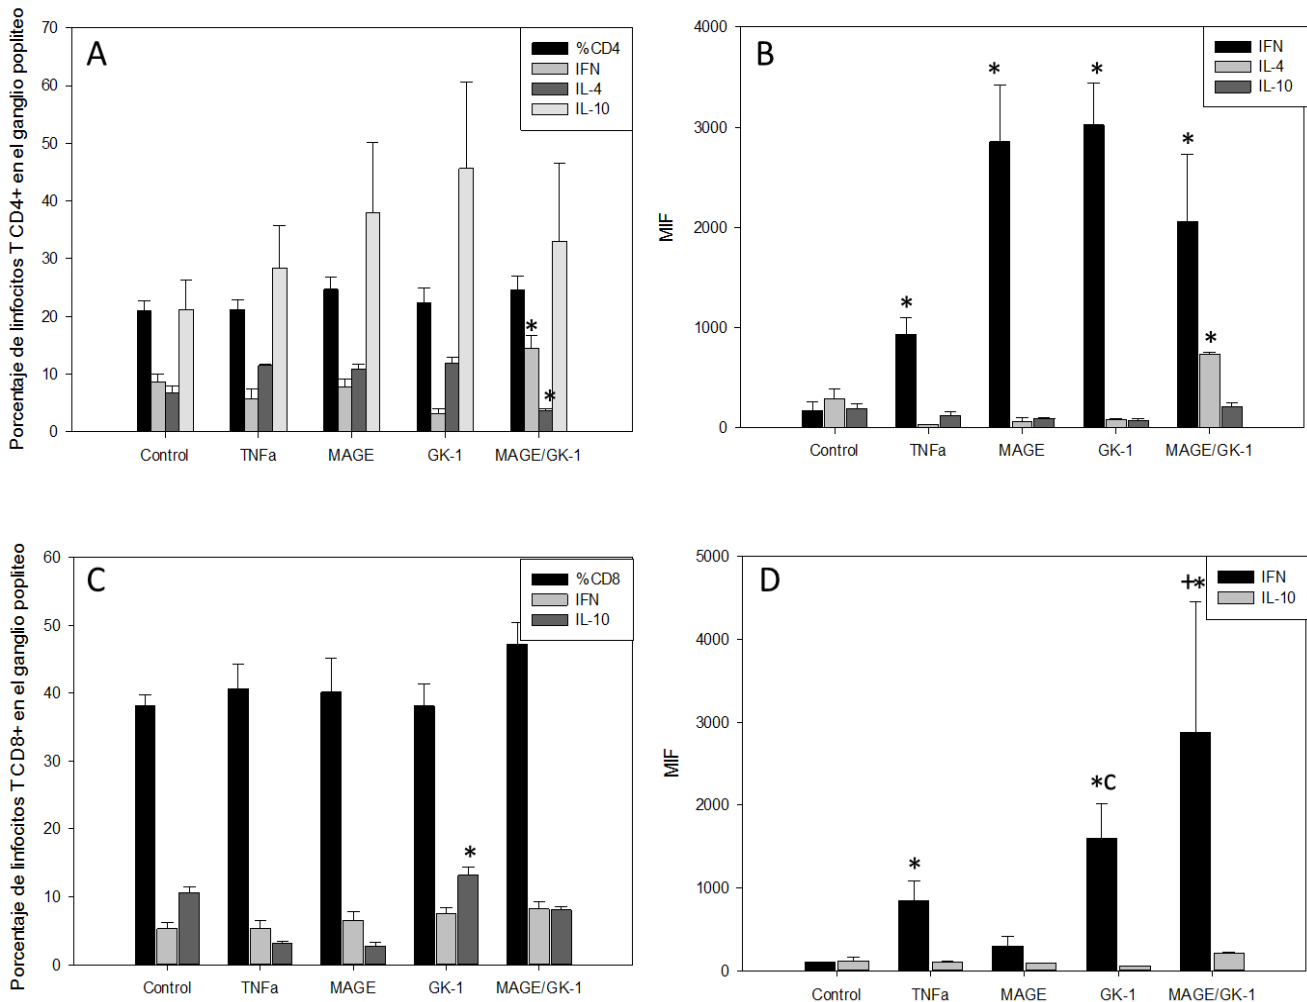 A
Porcentaje de linfocitos T CD4+ en el ganglio popliteo
70
60
50
40
30
20
10
0
%CD4
IFN
IL-4
IL-10
*
*
Control
TNFa
MAGE
GK-1
MAGE/GK-1
B
MIF
4000
3000
2000
1000
0
IFN
IL-4
IL-10
*
*
*
*
*
Control
TNFa
MAGE
GK-1
MAGE/GK-1
C
Porcentaje de linfocitos T CD8+ en el ganglio popliteo
60
50
40
30
20
10
0
%CD8
IFN
IL-10
*
Control
TNFa
MAGE
GK-1
MAGE/GK-1
D
MIF
5000
4000
3000
2000
1000
0
IFN
IL-10
*
*C
+*
Control
TNFa
MAGE
GK-1
MAGE/GK-1